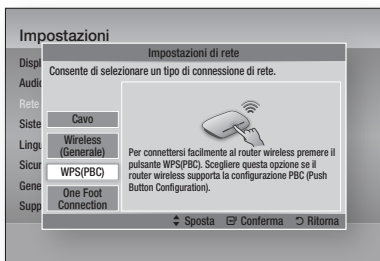 Impostazioni
Impostazioni di rete
Consente di selezionare un tipo di connessione di rete.
Displ
Audio
Rete
Siste
Lingu
Sicur
Gene
Supp
Cavo
Wireless
(Generale)
WPS(PBC)
One Foot
Connection
Per connettersi facilmente al router wireless premere il
pulsante WPS(PBC). Scegliere questa opzione se il
router wireless supporta la configurazione PBC (Push
Button Configuration).
Sposta Conferma Ritorna